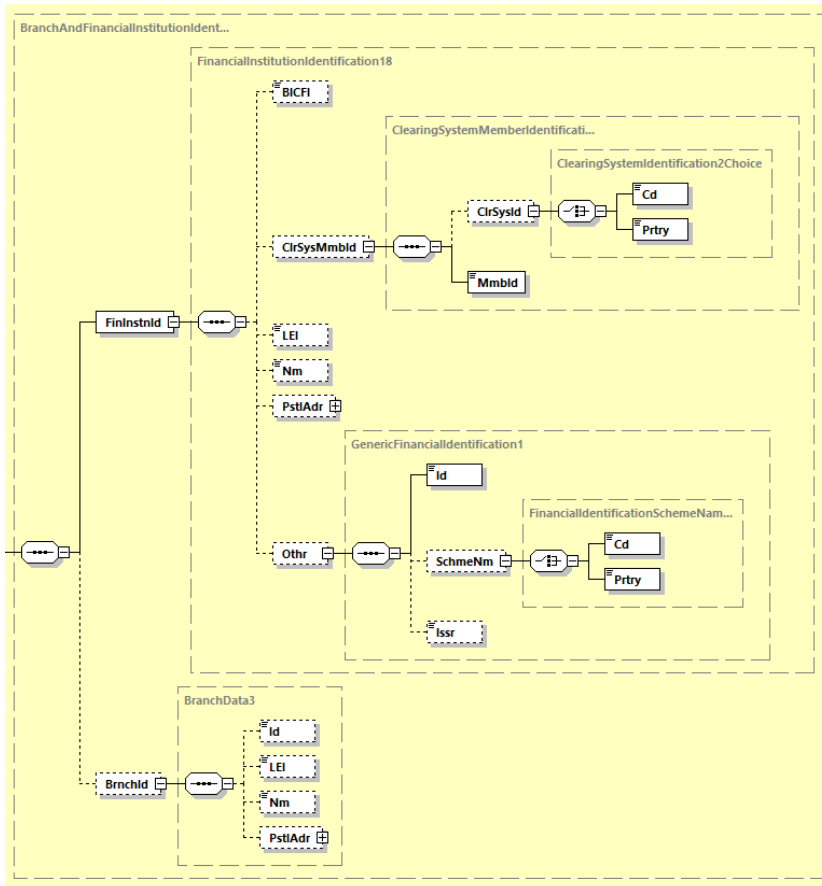 BranchAndFinancialInstitutionIdent...
FinancialInstitutionIdentification18
BICFI
ClearingSystemMemberIdentificati...
ClearingSystemIdentification2Choice
Cd
ClrSysId
Prtry
ClrSysMmbId
MmbId
FinInstnId
LEI
Nm
PstlAdr
GenericFinancialIdentification1
Id
FinancialIdentificationSchemeNam...
Cd
Othr
SchmeNm
Prtry
Issr
BranchData3
Id
LEI
BrnchId
Nm
PstlAdr